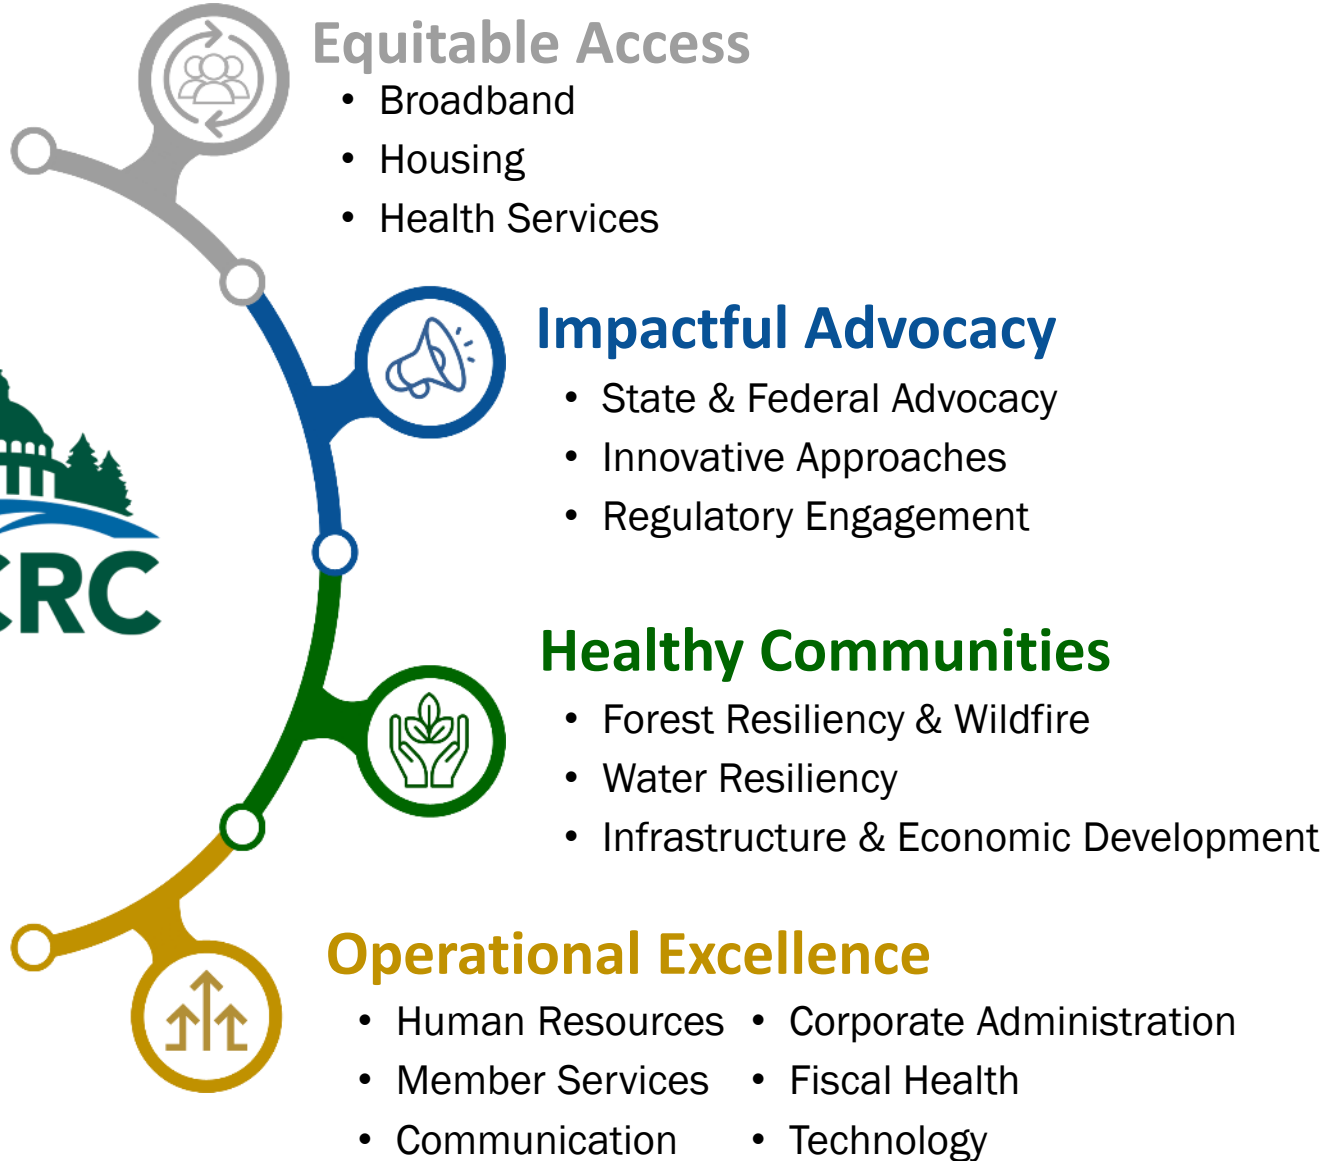 Equitable Access
• Broadband
• Housing
• Health Services
Impactful Advocacy
• State & Federal Advocacy
• Innovative Approaches
• Regulatory Engagement
CRC
Healthy Communities
• Forest Resiliency & Wildfire
• Water Resiliency
• Infrastructure & Economic Development
Operational Excellence
• Human Resources • Corporate Administration
• Member Services • Fiscal Health
• Communication • Technology